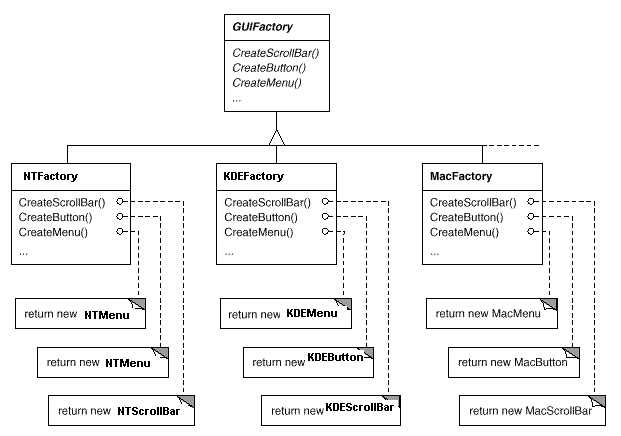 GUIFactory
CreateScrollBar()
CreateButton()
CreateMenu()
...
NTFactory
CreateScrollBar()
CreateButton()
CreateMenu()
...
KDEFactory
CreateScrollBar()
CreateButton()
CreateMenu()
...
MacFactory
CreateScrollBar()
CreateButton()
CreateMenu()
...
return new NTMenu
return new KDEMenu
return new MacMenu
return new NTMenu
return new KDEButton
return new MacButton
return new NTScrollBar
return new KDEScrollBar
return new MacScrollBar